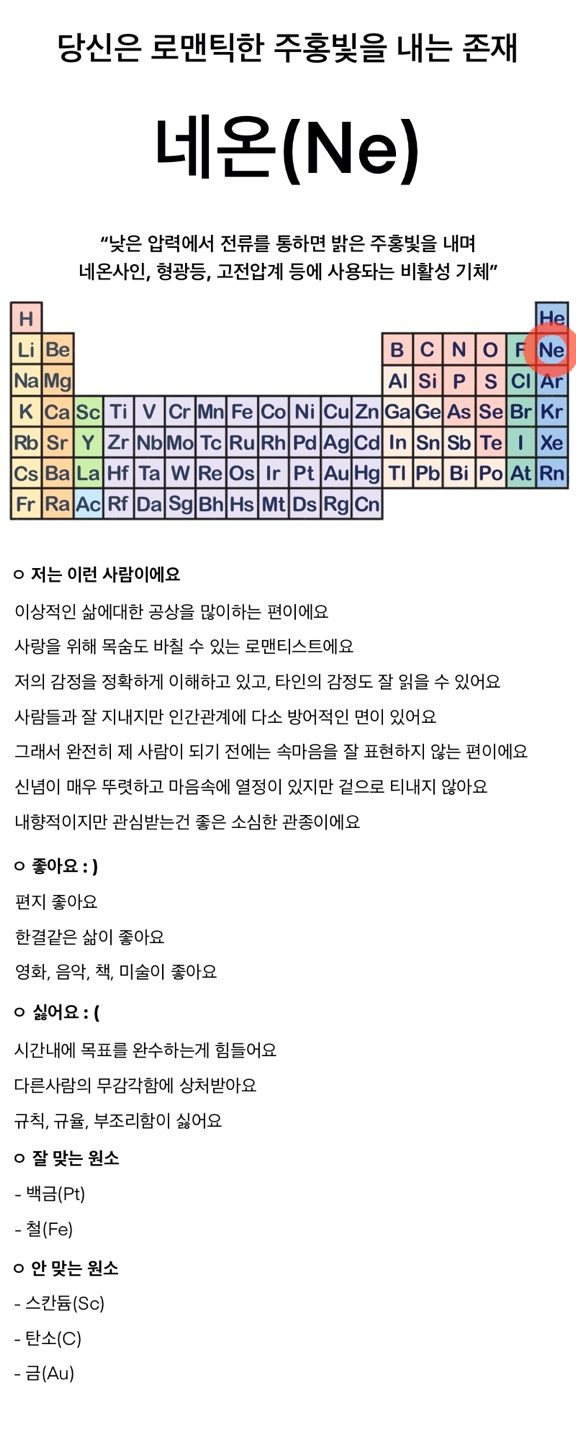 당신은 로맨틱한 주홍빛을 내는 존재
네온(Ne)
“낮은 압력에서 전류를 통하면 밝은 주홍빛을 내며
네온사인, 형광등, 고전압계 등에 사용돠는 비활성 기체”
H He
Li Be B C N O F Ne
Na Mg Al Si P S Cl Ar
K Ca Sc Ti V Cr Mn Fe Co Ni Cu Zn Ga Ge As Se Br Kr
Rb Sr Y Zr Nb Mo Tc Ru Rh Pd Ag Cd In Sn Sb Te I Xe
Cs Ba La Hf Ta W Re Os Ir Pt Au Hg Tl Pb Bi Po At Rn
Fr Ra Ac Rf Da Sg Bh Hs Mt Ds Rg Cn
ㅇ 저는 이런 사람이에요
이상적인 삶에대한 공상을 많이하는 편이에요
사랑을 위해 목숨도 바칠 수 있는 로맨티스트에요
저의 감정을 정확하게 이해하고 있고, 타인의 감정도 잘 읽을 수 있어요
사람들과 잘 지내지만 인간관계에 다소 방어적인 면이 있어요
그래서 완전히 제 사람이 되기 전에는 속마음을 잘 표현하지 않는 편이에요
신념이 매우 뚜렷하고 마음속에 열정이 있지만 겉으로 티내지 않아요
내향적이지만 관심받는건 좋은 소심한 관종이에요
ㅇ 좋아요 : )
편지 좋아요
한결같은 삶이 좋아요
영화, 음악, 책, 미술이 좋아요
ㅇ 싫어요 : (
시간내에 목표를 완수하는게 힘들어요
다른사람의 무감각함에 상처받아요
규칙, 규율, 부조리함이 싫어요
ㅇ 잘 맞는 원소
- 백금(Pt)
- 철(Fe)
ㅇ 안 맞는 원소
- 스칸듐(Sc)
- 탄소(C)
- 금(Au)